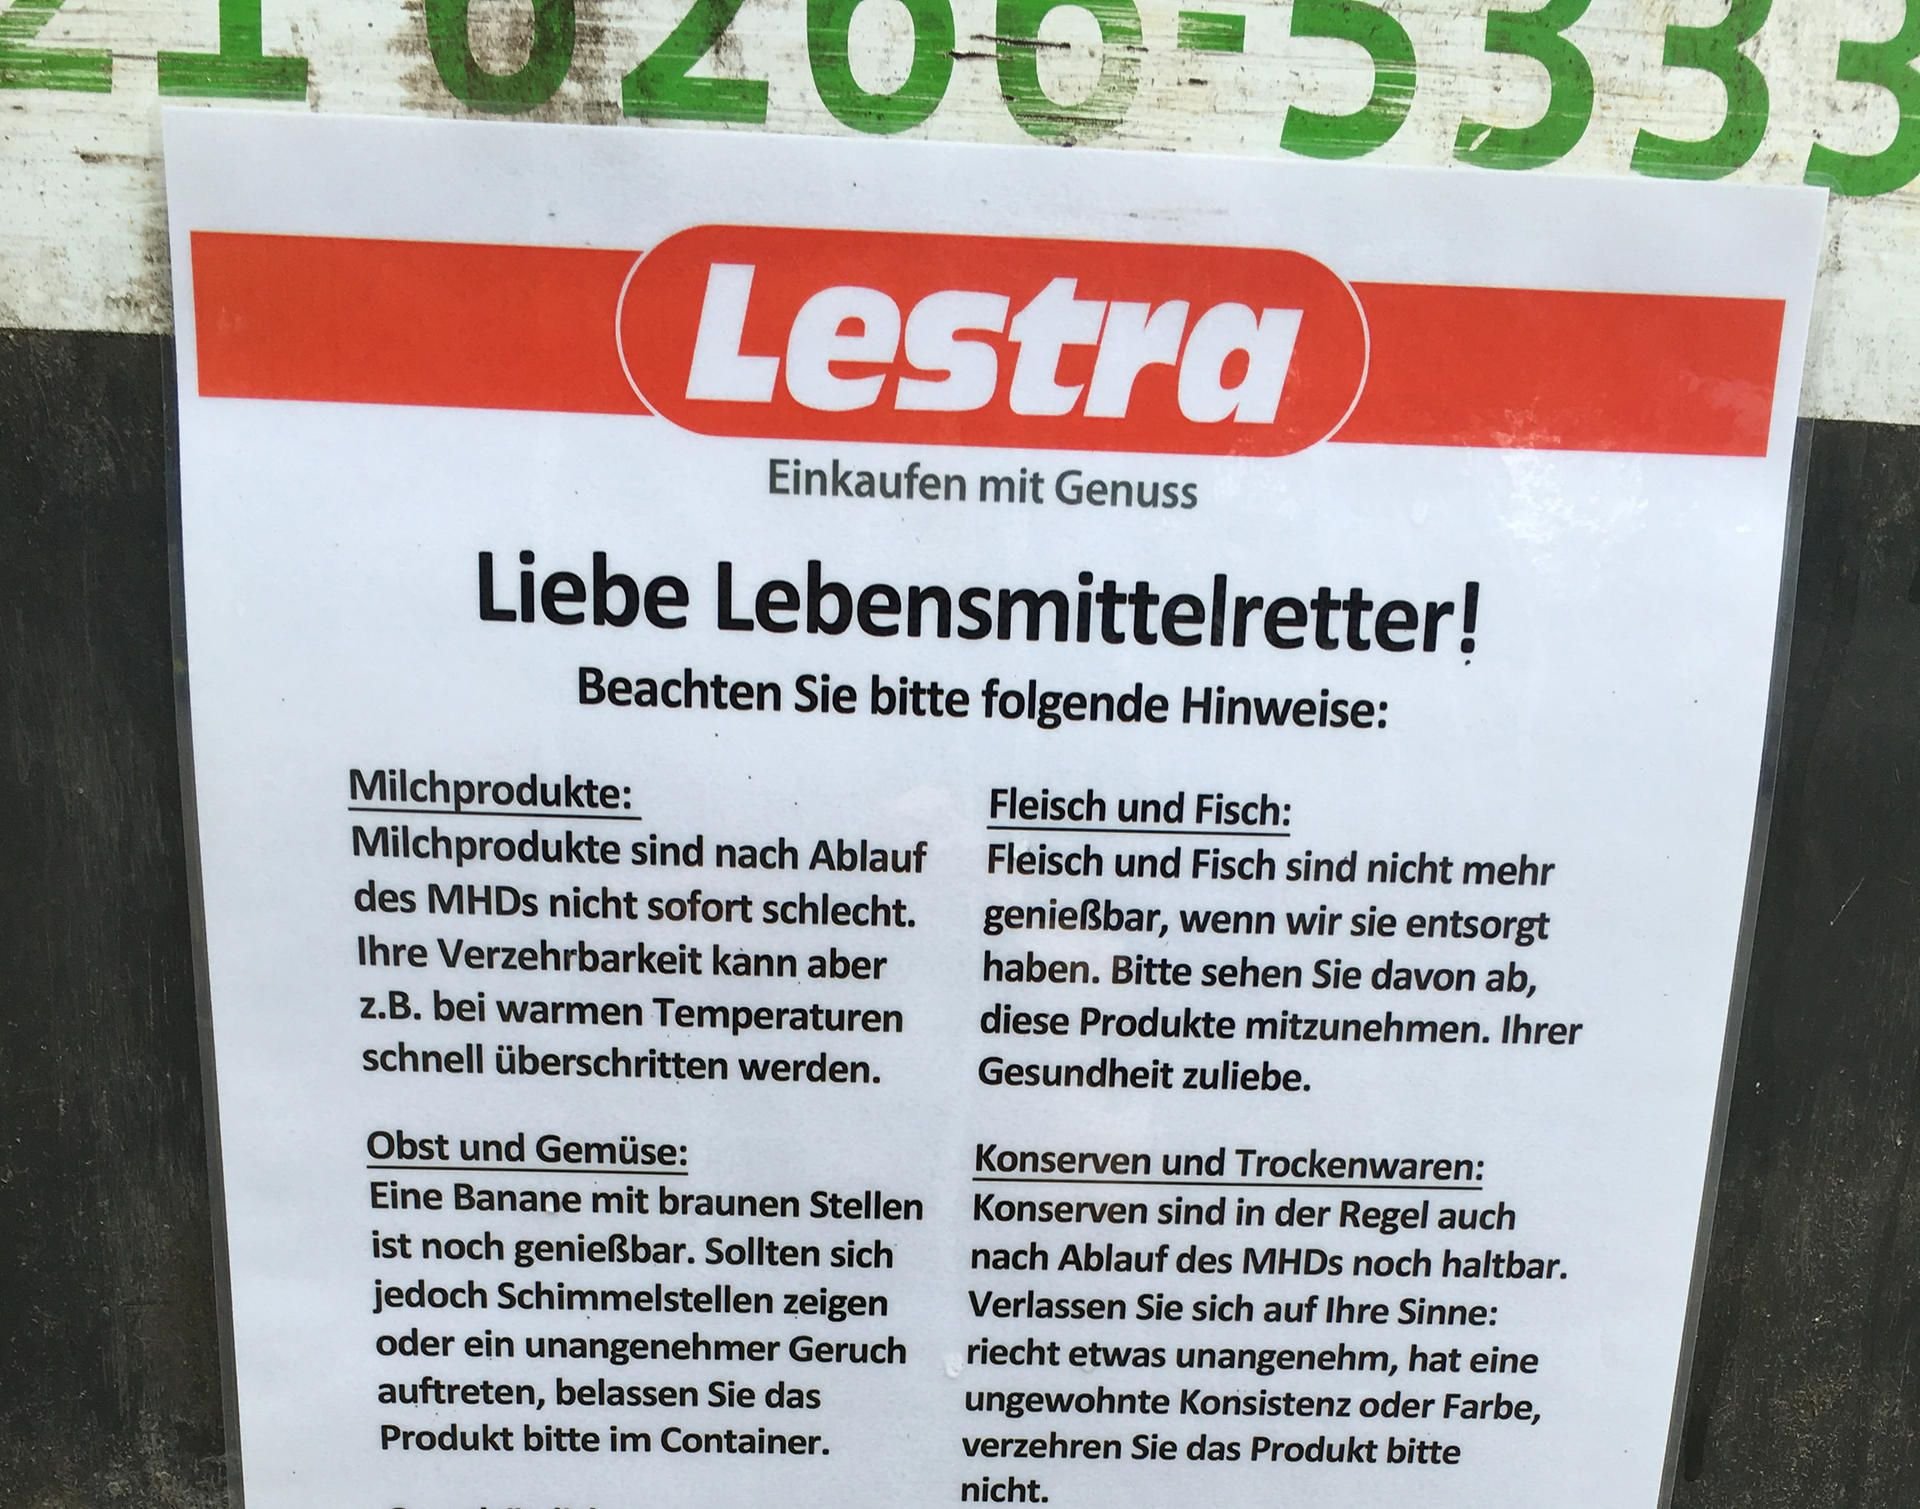 21 0266-5333
Lestra
Einkaufen mit Genuss
Liebe Lebensmittelretter!
Beachten Sie bitte folgende Hinweise:
Milchprodukte:
Milchprodukte sind nach Ablauf
des MHDs nicht sofort schlecht.
Ihre Verzehrbarkeit kann aber
z.B. bei warmen Temperaturen
schnell überschritten werden.
Obst und Gemüse:
Eine Banane mit braunen Stellen
ist noch genießbar. Sollten sich
jedoch Schimmelstellen zeigen
oder ein unangenehmer Geruch
auftreten, belassen Sie das
Produkt bitte im Container.
Fleisch und Fisch:
Fleisch und Fisch sind nicht mehr
genießbar, wenn wir sie entsorgt
haben. Bitte sehen Sie davon ab,
diese Produkte mitzunehmen. Ihrer
Gesundheit zuliebe.
Konserven und Trockenwaren:
Konserven sind in der Regel auch
nach Ablauf des MHDs noch haltbar.
Verlassen Sie sich auf Ihre Sinne:
riecht etwas unangenehm, hat eine
ungewohnte Konsistenz oder Farbe,
verzehren Sie das Produkt bitte
nicht.